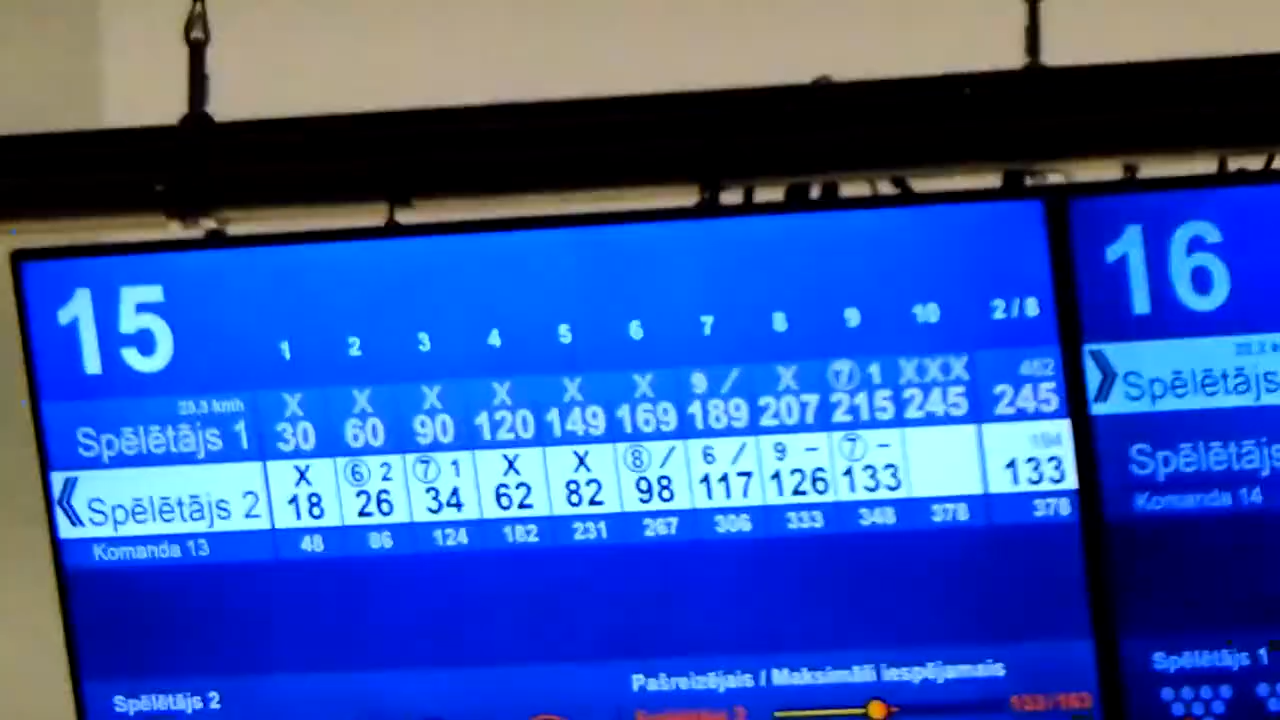 15
1 2 3 4 5 6 7 8 9 10 2 / 8
X X X X X X 9 / X ⑦ 1 XXX 462
Spēlētājs 1 30 60 90 120 149 169 189 207 215 245 245
X ⑥ 2 ⑦ 1 X X ⑧ / 6 / 9 – ⑦ –
Spēlētājs 2 18 26 34 62 82 98 117 126 133 133
Komanda 13 48 86 124 182 231 267 306 333 348 378 378
Spēlētājs 2
Pašreizējais / Maksimāli iespējamais
16
Spēlētājs
Spēlētājs
Komanda 14
Spēlētājs 1